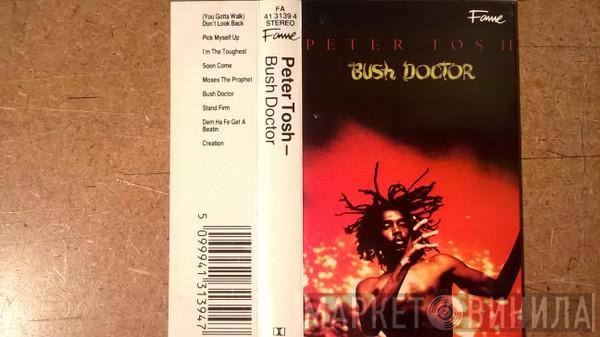 (You Gotta Walk)
Don't Look Back
Pick Myself Up
I'm The Toughest
Soon Come
Moses The Prophet
Bush Doctor
Stand Firm
Dem Ha Fe Get A
Beatin
Creation
5 099941 313947
FA
41 3139 4
STEREO
Fame
Peter Tosh –
Bush Doctor
Fame
PETER TOSH
BUSH DOCTOR
МАРКЕТ ВИНИЛА